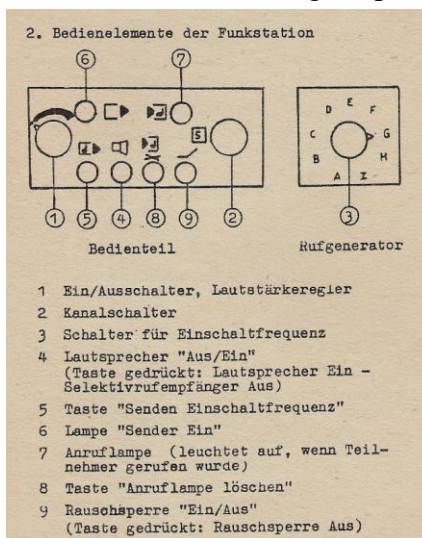 2. Bedienelemente der Funkstation
6 7
S
D E F
C G
B H
A I
1 5 4 8 9 2 3
Bedienteil Rufgenerator
1 Ein/Ausschalter, Lautstärkeregler
2 Kanalschalter
3 Schalter für Einschaltfrequenz
4 Lautsprecher "Aus/Ein"
(Taste gedrückt: Lautsprecher Ein -
Selektivrufempfänger Aus)
5 Taste "Senden Einschaltfrequenz"
6 Lampe "Sender Ein"
7 Anruflampe (leuchtet auf, wenn Teil-
nehmer gerufen wurde)
8 Taste "Anruflampe löschen"
9 Rauschsperre "Ein/Aus"
(Taste gedrückt: Rauschsperre Aus)